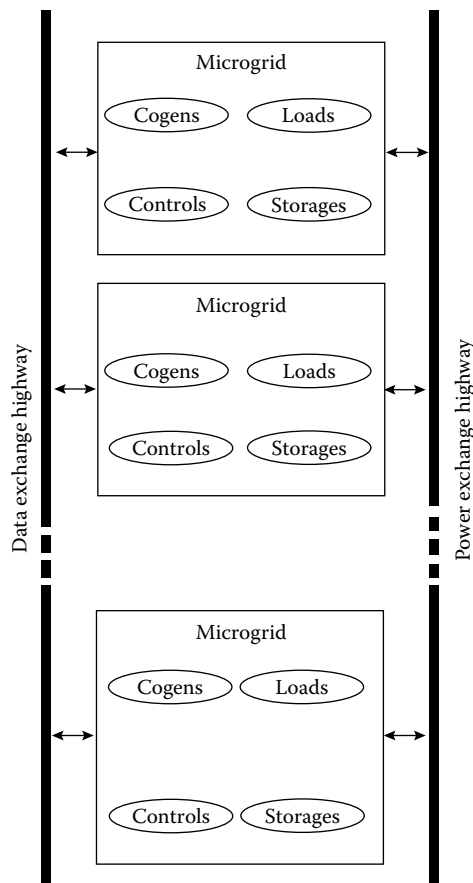 Microgrid
Cogens
Loads
Controls
Storages
Microgrid
Cogens
Loads
Controls
Storages
Data exchange highway
Power exchange highway
Microgrid
Cogens
Loads
Controls
Storages